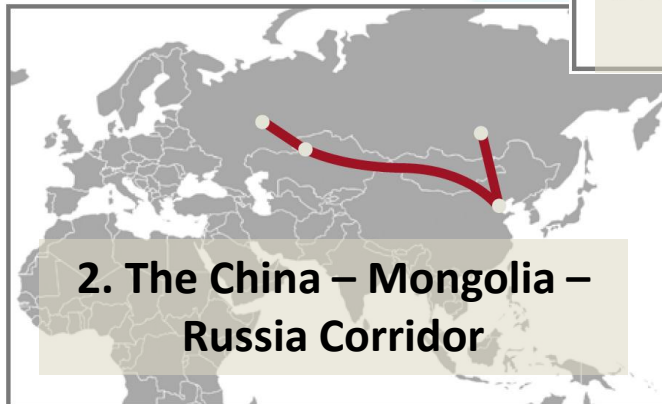 2. The China – Mongolia –
Russia Corridor